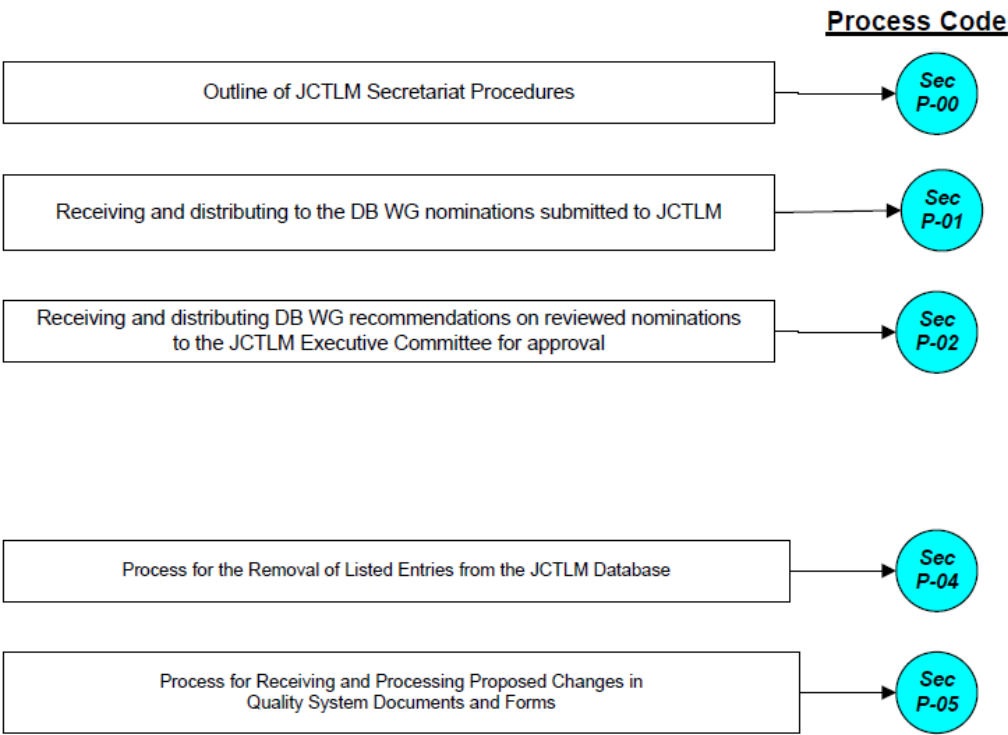 Process Code
Outline of JCTLM Secretariat Procedures
Sec
P-00
Receiving and distributing to the DB WG nominations submitted to JCTLM
Sec
P-01
Receiving and distributing DB WG recommendations on reviewed nominations
to the JCTLM Executive Committee for approval
Sec
P-02
Process for the Removal of Listed Entries from the JCTLM Database
Sec
P-04
Process for Receiving and Processing Proposed Changes in
Quality System Documents and Forms
Sec
P-05